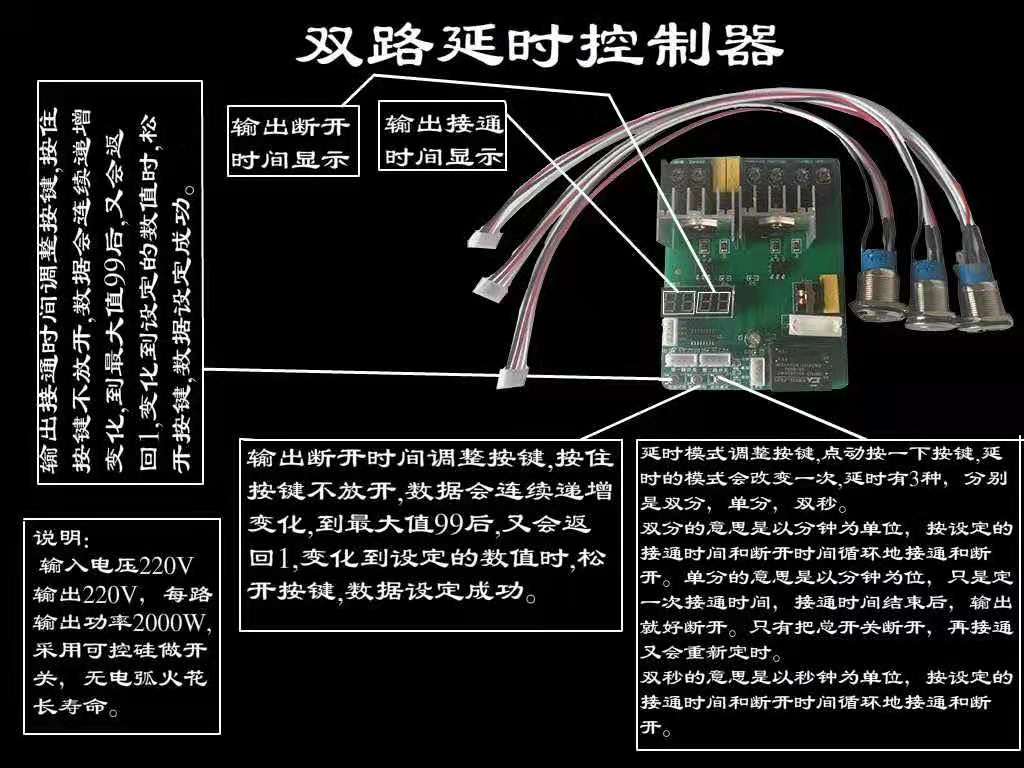 双路延时控制器
输出断开
时间显示
输出接通
时间显示
输出接通时间调整按键,按住
按键不放开,数据会连续递增
变化,到最大值99后,又会返
回1,变化到设定的数值时,松
开按键,数据设定成功。
输出断开时间调整按键,按住
按键不放开,数据会连续递增
变化,到最大值99后,又会返
回1,变化到设定的数值时,松
开按键,数据设定成功。
延时模式调整按键,点动按一下按键,延
时的模式会改变一次,延时有3种，分别
是双分，单分，双秒。
双分的意思是以分钟为单位，按设定的
接通时间和断开时间循环地接通和断
开。单分的意思是以分钟为位，只是定
一次接通时间，接通时间结束后，输出
就好断开。只有把总开关断开，再接通
又会重新定时。
双秒的意思是以秒钟为单位，按设定的
接通时间和断开时间循环地接通和断
开。
说明:
输入电压220V
输出220V，每路
输出功率2000W,
采用可控硅做开
关，无电弧火花
长寿命。